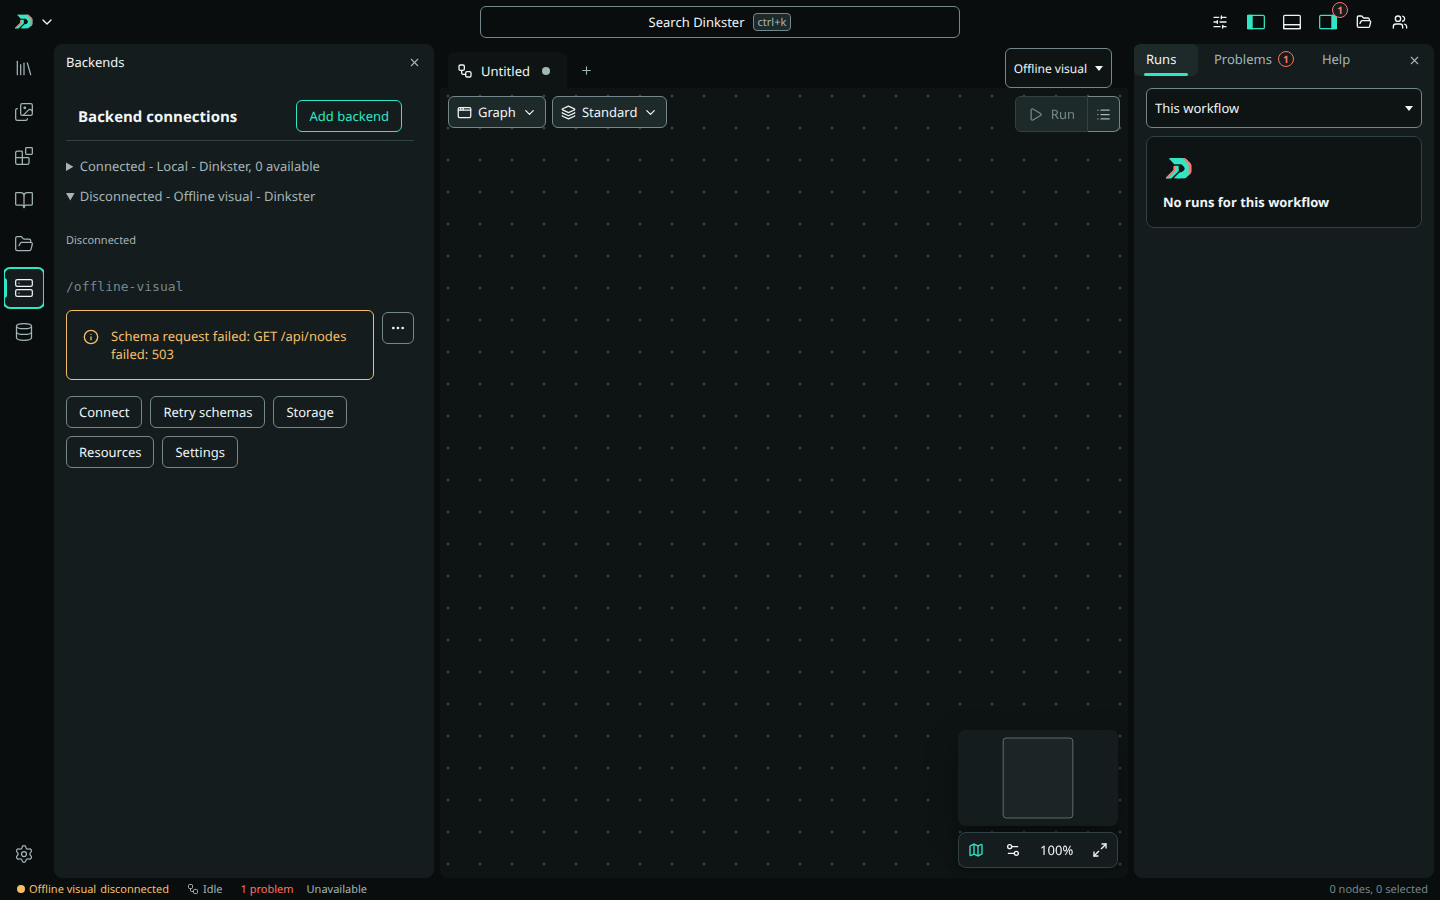 Search Dinkster ctrl+k
1
Backends
Backend connections
Add backend
Connected - Local - Dinkster, 0 available
Disconnected - Offline visual - Dinkster
Disconnected
/offline-visual
Schema request failed: GET /api/nodes
failed: 503
Connect
Retry schemas
Storage
Resources
Settings
Untitled
Offline visual
Graph
Standard
Run
100%
Runs
Problems 1
Help
This workflow
No runs for this workflow
Offline visual disconnected
Idle
1 problem
Unavailable
0 nodes, 0 selected